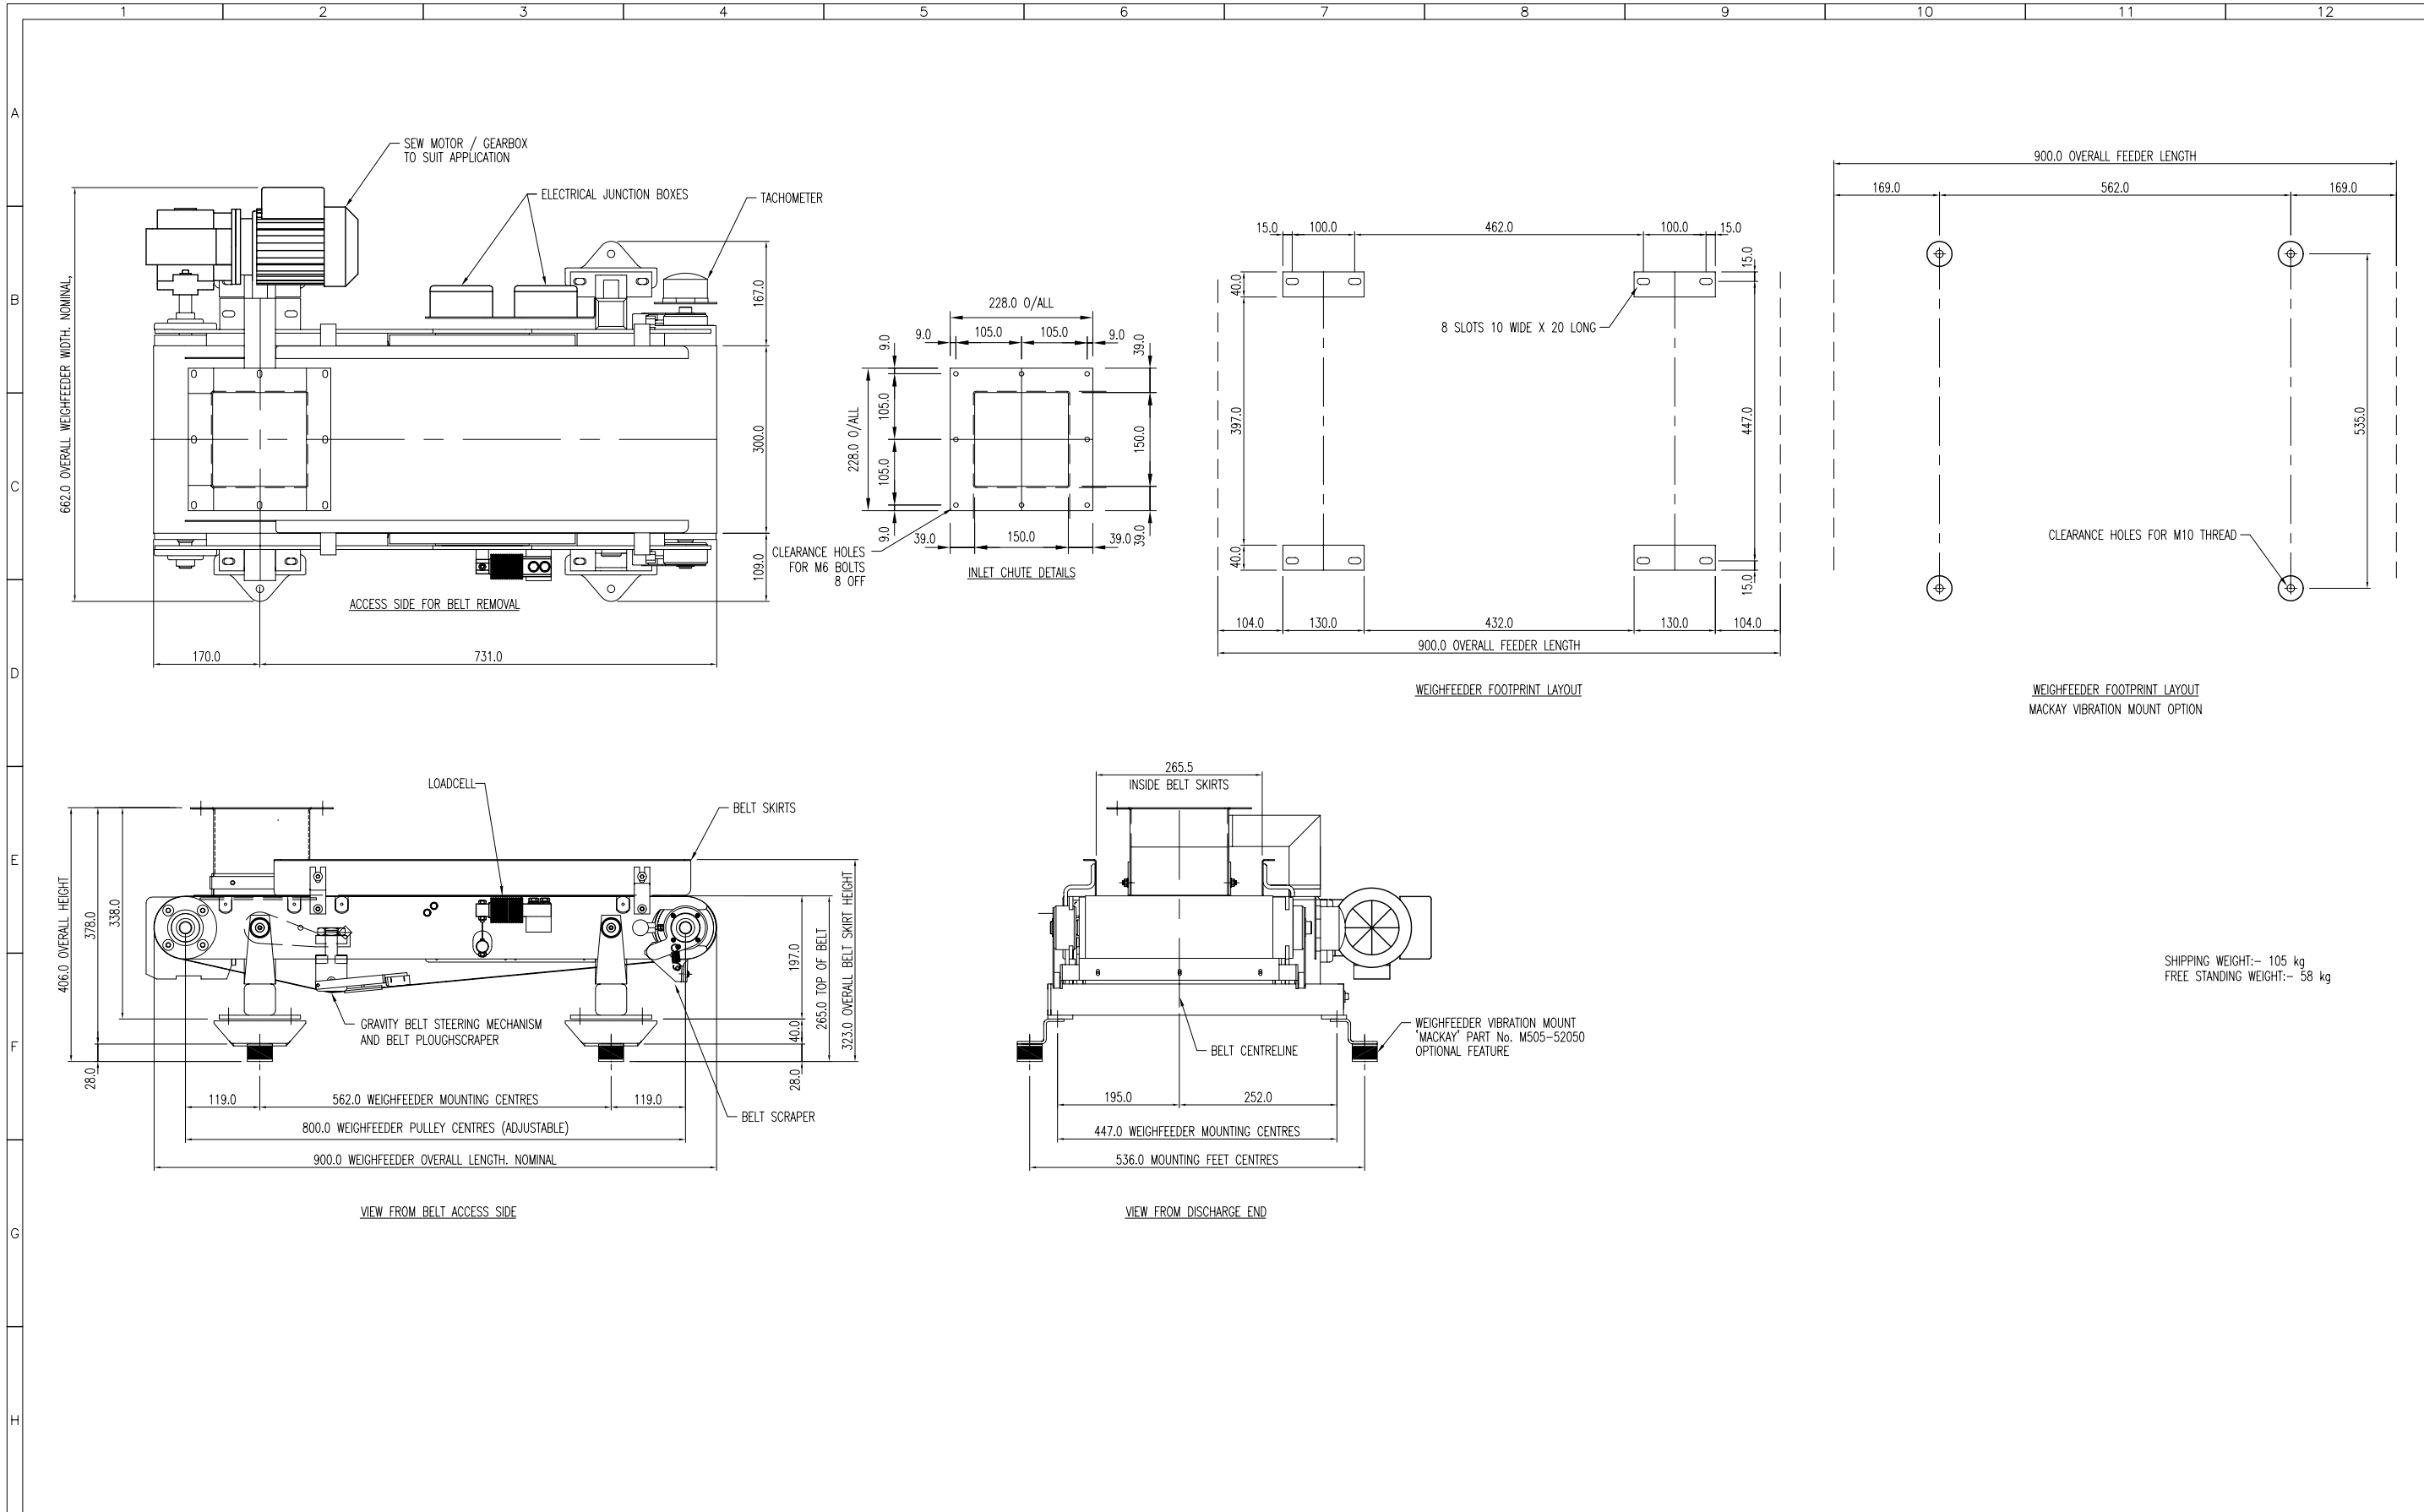 1 2 3 4 5 6 7 8 9 10 11 12
A
B
C
D
E
F
G
H
SEW MOTOR / GEARBOX
TO SUIT APPLICATION
ELECTRICAL JUNCTION BOXES
TACHOMETER
662.0 OVERALL WEIGHFEEDER WIDTH. NOMINAL,
167.0
300.0
109.0
ACCESS SIDE FOR BELT REMOVAL
170.0
731.0
228.0 O/ALL
9.0
105.0
105.0
9.0
9.0
105.0
105.0
9.0
228.0 O/ALL
39.0
150.0
39.0
39.0
150.0
39.0
CLEARANCE HOLES
FOR M6 BOLTS
8 OFF
INLET CHUTE DETAILS
15.0
100.0
462.0
100.0
15.0
15.0
40.0
397.0
40.0
447.0
15.0
8 SLOTS 10 WIDE X 20 LONG
104.0
130.0
432.0
130.0
104.0
900.0 OVERALL FEEDER LENGTH
WEIGHFEEDER FOOTPRINT LAYOUT
900.0 OVERALL FEEDER LENGTH
169.0
562.0
169.0
535.0
CLEARANCE HOLES FOR M10 THREAD
WEIGHFEEDER FOOTPRINT LAYOUT
MACKAY VIBRATION MOUNT OPTION
LOADCELL
BELT SKIRTS
406.0 OVERALL HEIGHT
378.0
338.0
28.0
197.0
40.0
28.0
265.0 TOP OF BELT
323.0 OVERALL BELT SKIRT HEIGHT
GRAVITY BELT STEERING MECHANISM
AND BELT PLOUGHSCRAPER
BELT SCRAPER
119.0
562.0 WEIGHFEEDER MOUNTING CENTRES
119.0
800.0 WEIGHFEEDER PULLEY CENTRES (ADJUSTABLE)
900.0 WEIGHFEEDER OVERALL LENGTH. NOMINAL
VIEW FROM BELT ACCESS SIDE
265.5
INSIDE BELT SKIRTS
WEIGHFEEDER VIBRATION MOUNT
'MACKAY' PART No. M505-52050
OPTIONAL FEATURE
BELT CENTRELINE
195.0
252.0
447.0 WEIGHFEEDER MOUNTING CENTRES
536.0 MOUNTING FEET CENTRES
VIEW FROM DISCHARGE END
SHIPPING WEIGHT:- 105 kg
FREE STANDING WEIGHT:- 58 kg